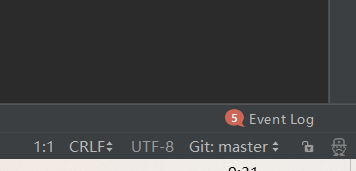 5 Event Log
1:1 CRLF UTF-8 Git: master